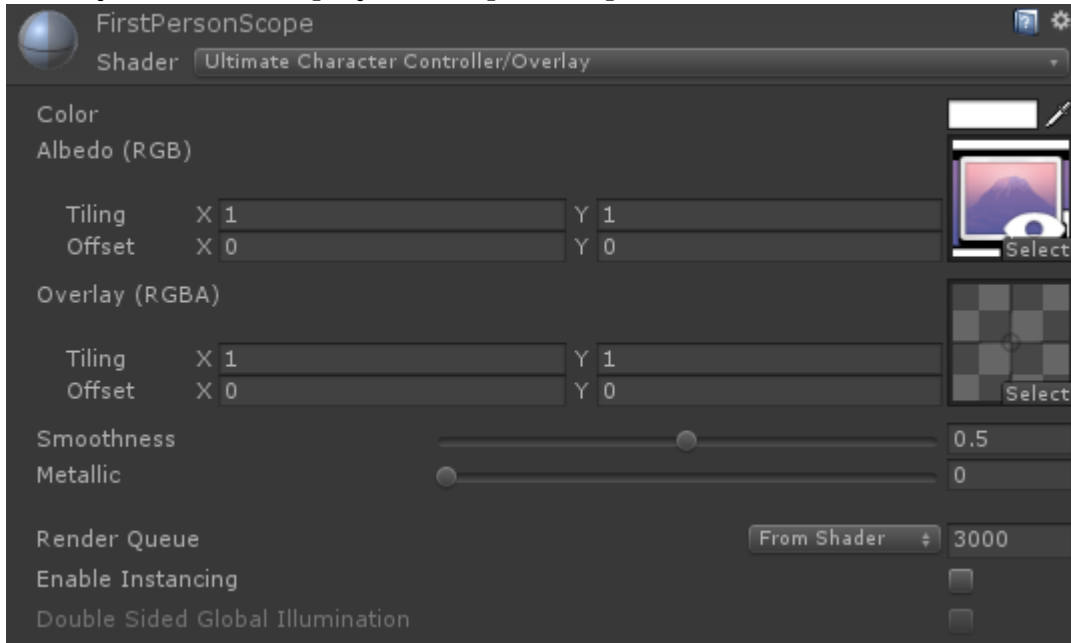 FirstPersonScope
Shader Ultimate Character Controller/Overlay
Color
Albedo (RGB)
Tiling X 1 Y 1
Offset X 0 Y 0
Select
Overlay (RGBA)
Tiling X 1 Y 1
Offset X 0 Y 0
Select
Smoothness 0.5
Metallic 0
Render Queue From Shader 3000
Enable Instancing
Double Sided Global Illumination